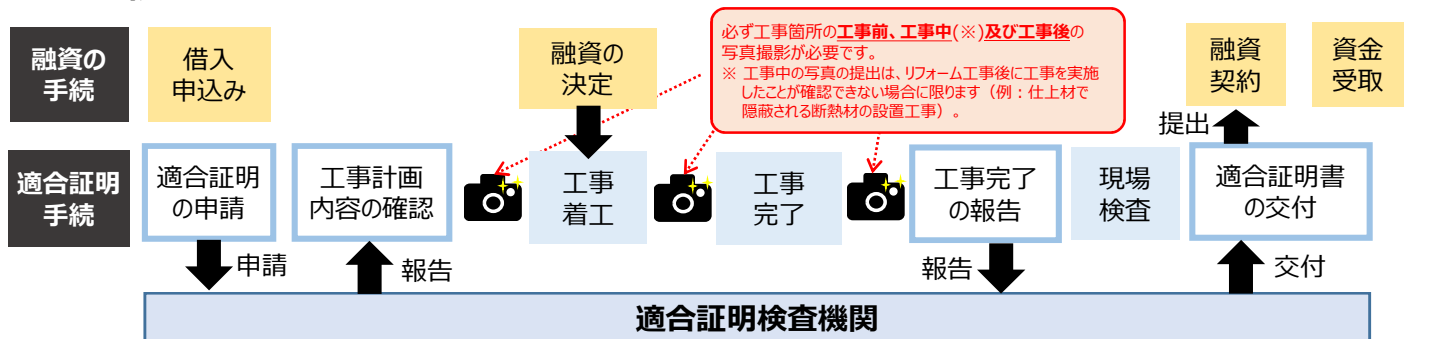 融資の
手続
借入
申込み
融資の
決定
必ず工事箇所の工事前、工事中(※)及び工事後の
写真撮影が必要です。
※ 工事中の写真の提出は、リフォーム工事後に工事を実施
したことが確認できない場合に限ります（例：仕上材で
隠蔽される断熱材の設置工事）。
融資
契約
資金
受取
提出
適合証明
手続
適合証明
の申請
工事計画
内容の確認
工事
着工
工事
完了
工事完了
の報告
現場
検査
適合証明書
の交付
申請
報告
報告
交付
適合証明検査機関